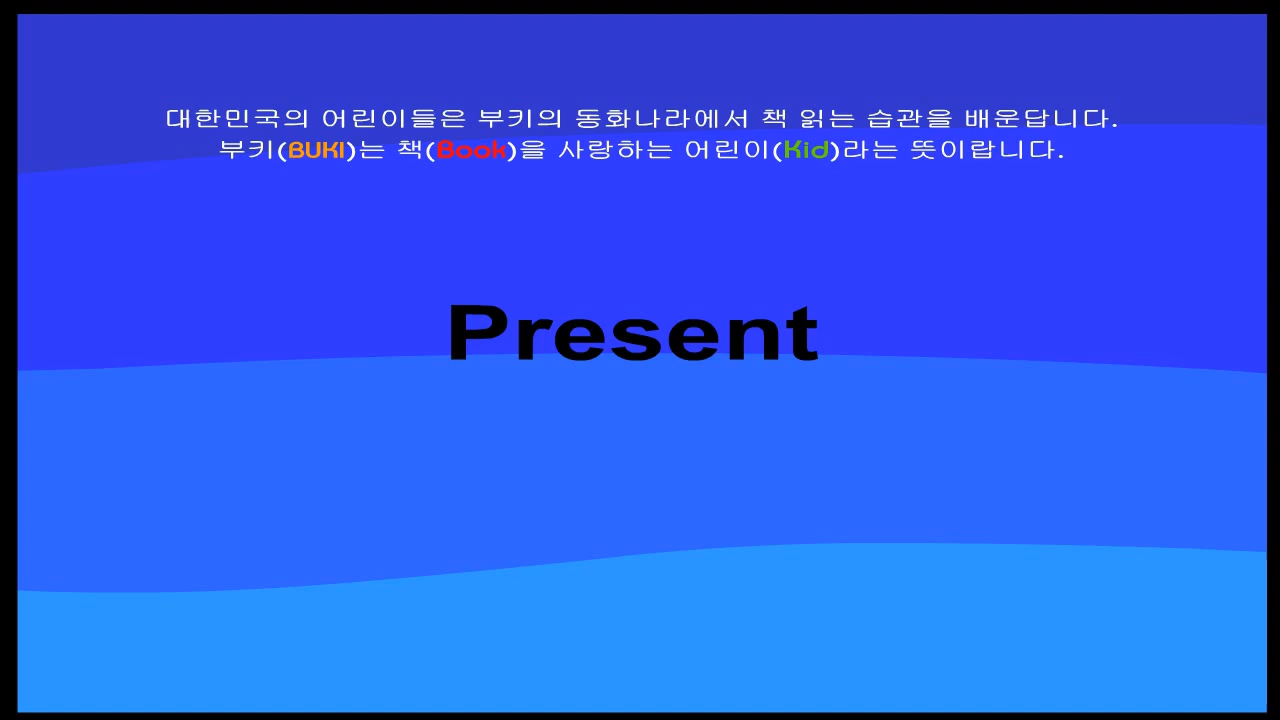 대한민국의 어린이들은 부키의 동화나라에서 책 읽는 습관을 배운답니다.
부키(BUKI)는 책(Book)을 사랑하는 어린이(Kid)라는 뜻이랍니다.
Present